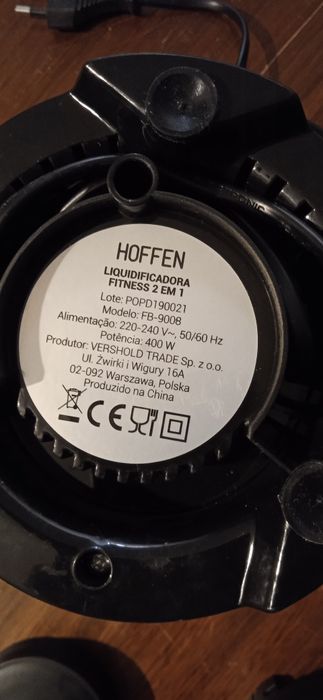 HOFFEN
LIQUIDIFICADORA
FITNESS 2 EM 1
Lote: POPD190021
Modelo: FB-9008
Alimentação: 220-240 V~, 50/60 Hz
Potência: 400 W
Produtor: VERSHOLD TRADE Sp. z o.o.
Ul. Żwirki i Wigury 16A
02-092 Warszawa, Polska
Produzido na China
CE